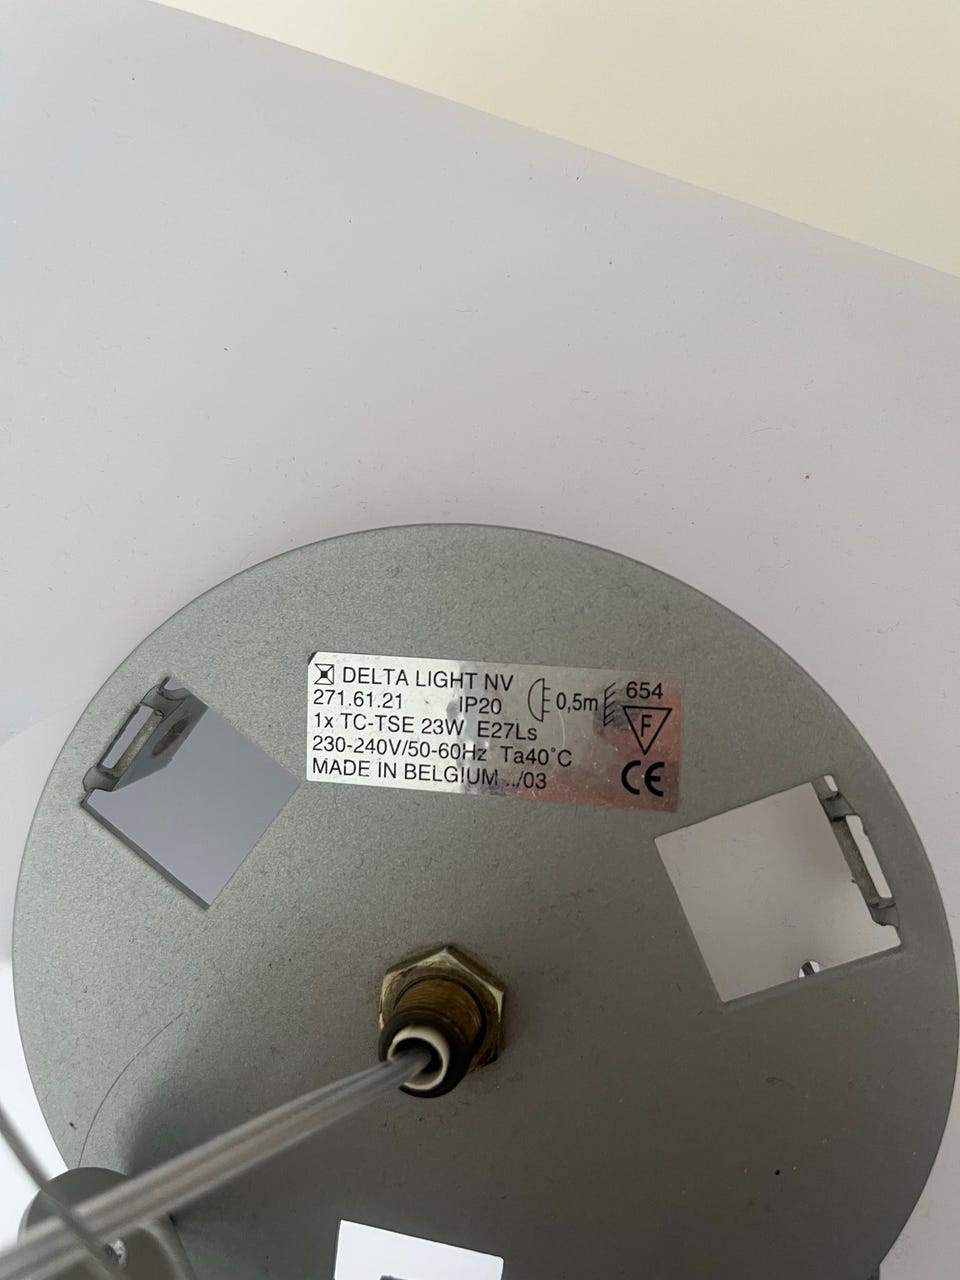 DELTA LIGHT NV
271.61.21 IP20 0,5m 654
1x TC-TSE 23W E27Ls F
230-240V/50-60Hz Ta40°C
MADE IN BELGIUM ../03 CE